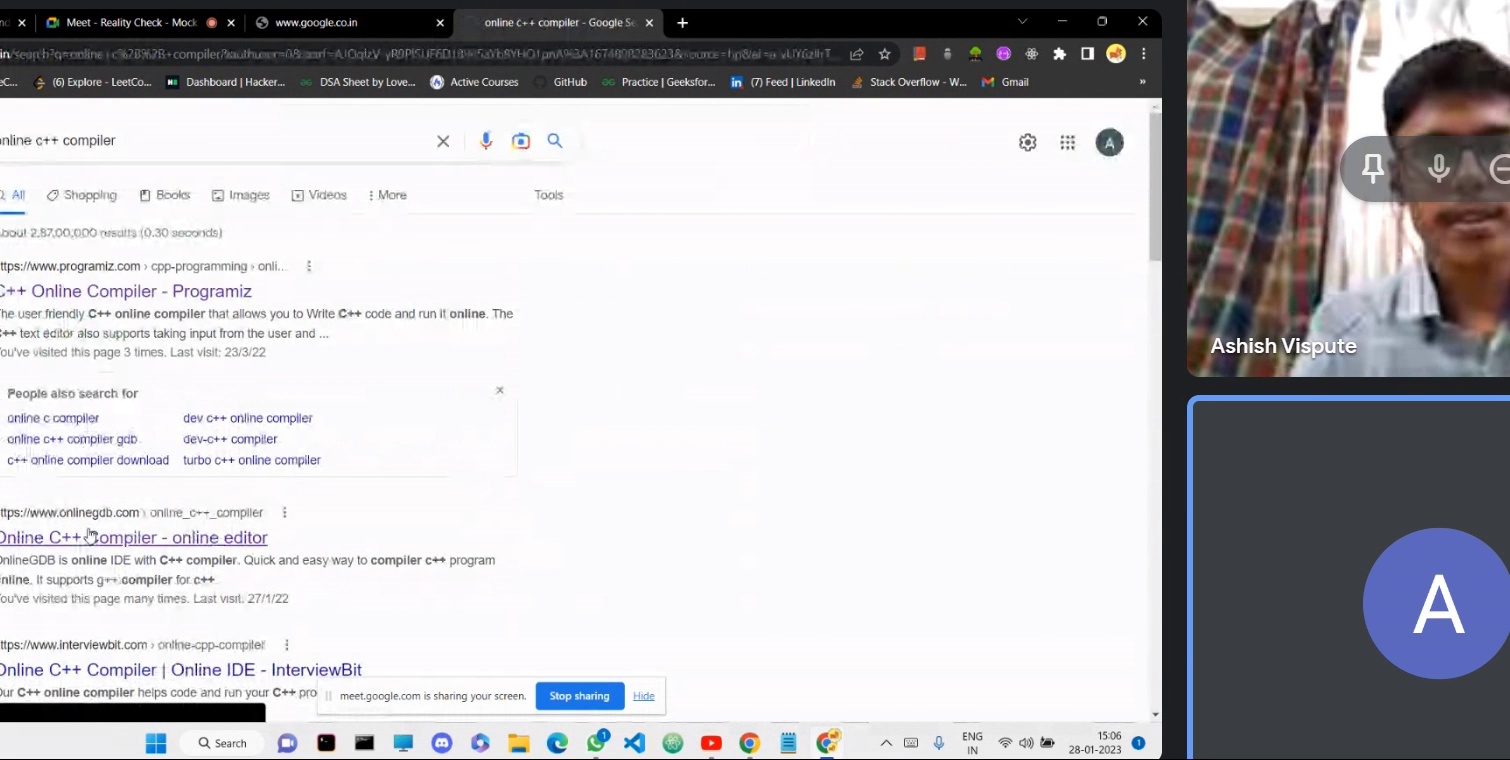 Meet - Reality Check - Mock
www.google.co.in
online c++ compiler - Google Se
(6) Explore - LeetCo...
Dashboard | Hacker...
DSA Sheet by Love...
Active Courses
GitHub
Practice | Geeksfor...
(7) Feed | LinkedIn
Stack Overflow - W...
Gmail
»
nline c++ compiler
All
Shopping
Books
Images
Videos
More
Tools
bout 2,87,00,000 results (0.30 seconds)
ttps://www.programiz.com › cpp-programming › onli...
C++ Online Compiler - Programiz
The user friendly C++ online compiler that allows you to Write C++ code and run it online. The
C++ text editor also supports taking input from the user and ...
You've visited this page 3 times. Last visit: 23/3/22
People also search for
online c compiler
dev c++ online compiler
online c++ compiler gdb
dev-c++ compiler
c++ online compiler download
turbo c++ online compiler
ttps://www.onlinegdb.com › online_c++_compiler
Online C++ Compiler - online editor
OnlineGDB is online IDE with C++ compiler. Quick and easy way to compiler c++ program
nline. It supports g++ compiler for c++
You've visited this page many times. Last visit: 27/1/22
ttps://www.interviewbit.com › online-cpp-compiler
Online C++ Compiler | Online IDE - InterviewBit
Our C++ online compiler helps code and run your C++ pro
meet.google.com is sharing your screen.
Stop sharing
Hide
Search
ENG
IN
15:06
28-01-2023
1
A
Ashish Vispute
A